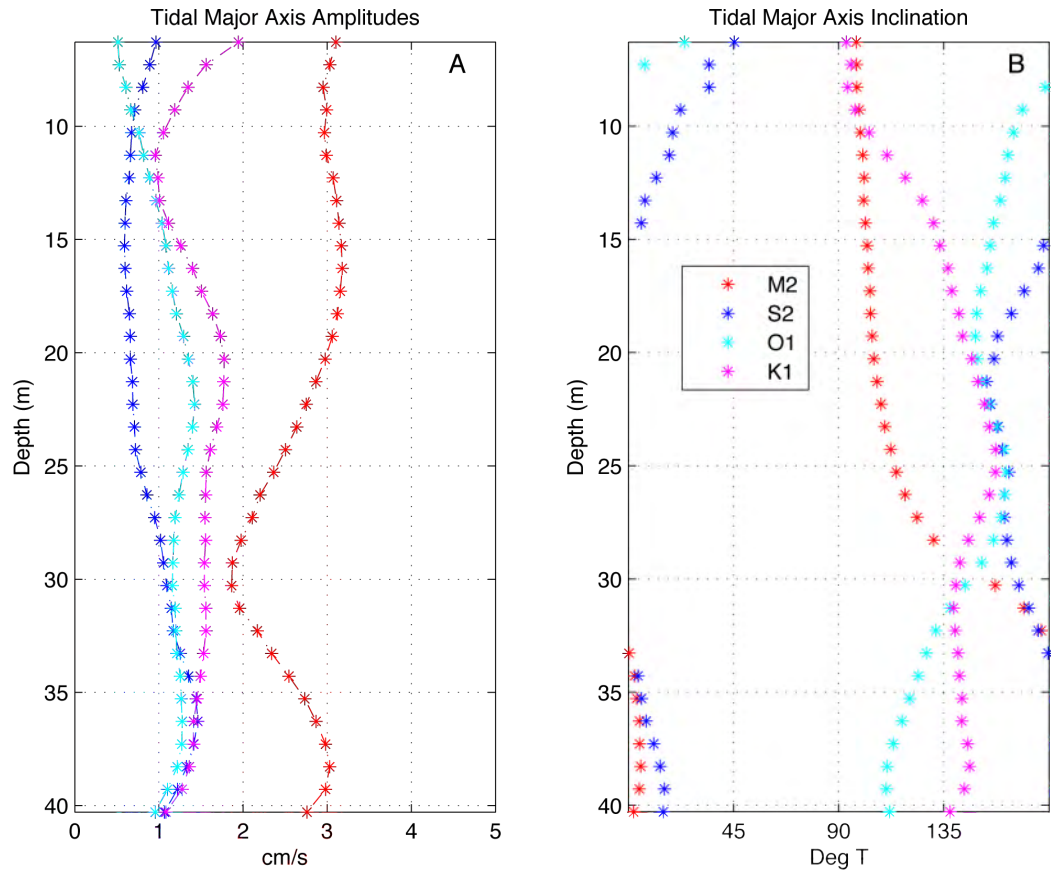 Tidal Major Axis Amplitudes
A
10
15
20
25
30
35
40
0 1 2 3 4 5
Depth (m)
cm/s
Tidal Major Axis Inclination
B
M2
S2
O1
K1
10
15
20
25
30
35
40
45 90 135
Depth (m)
Deg T